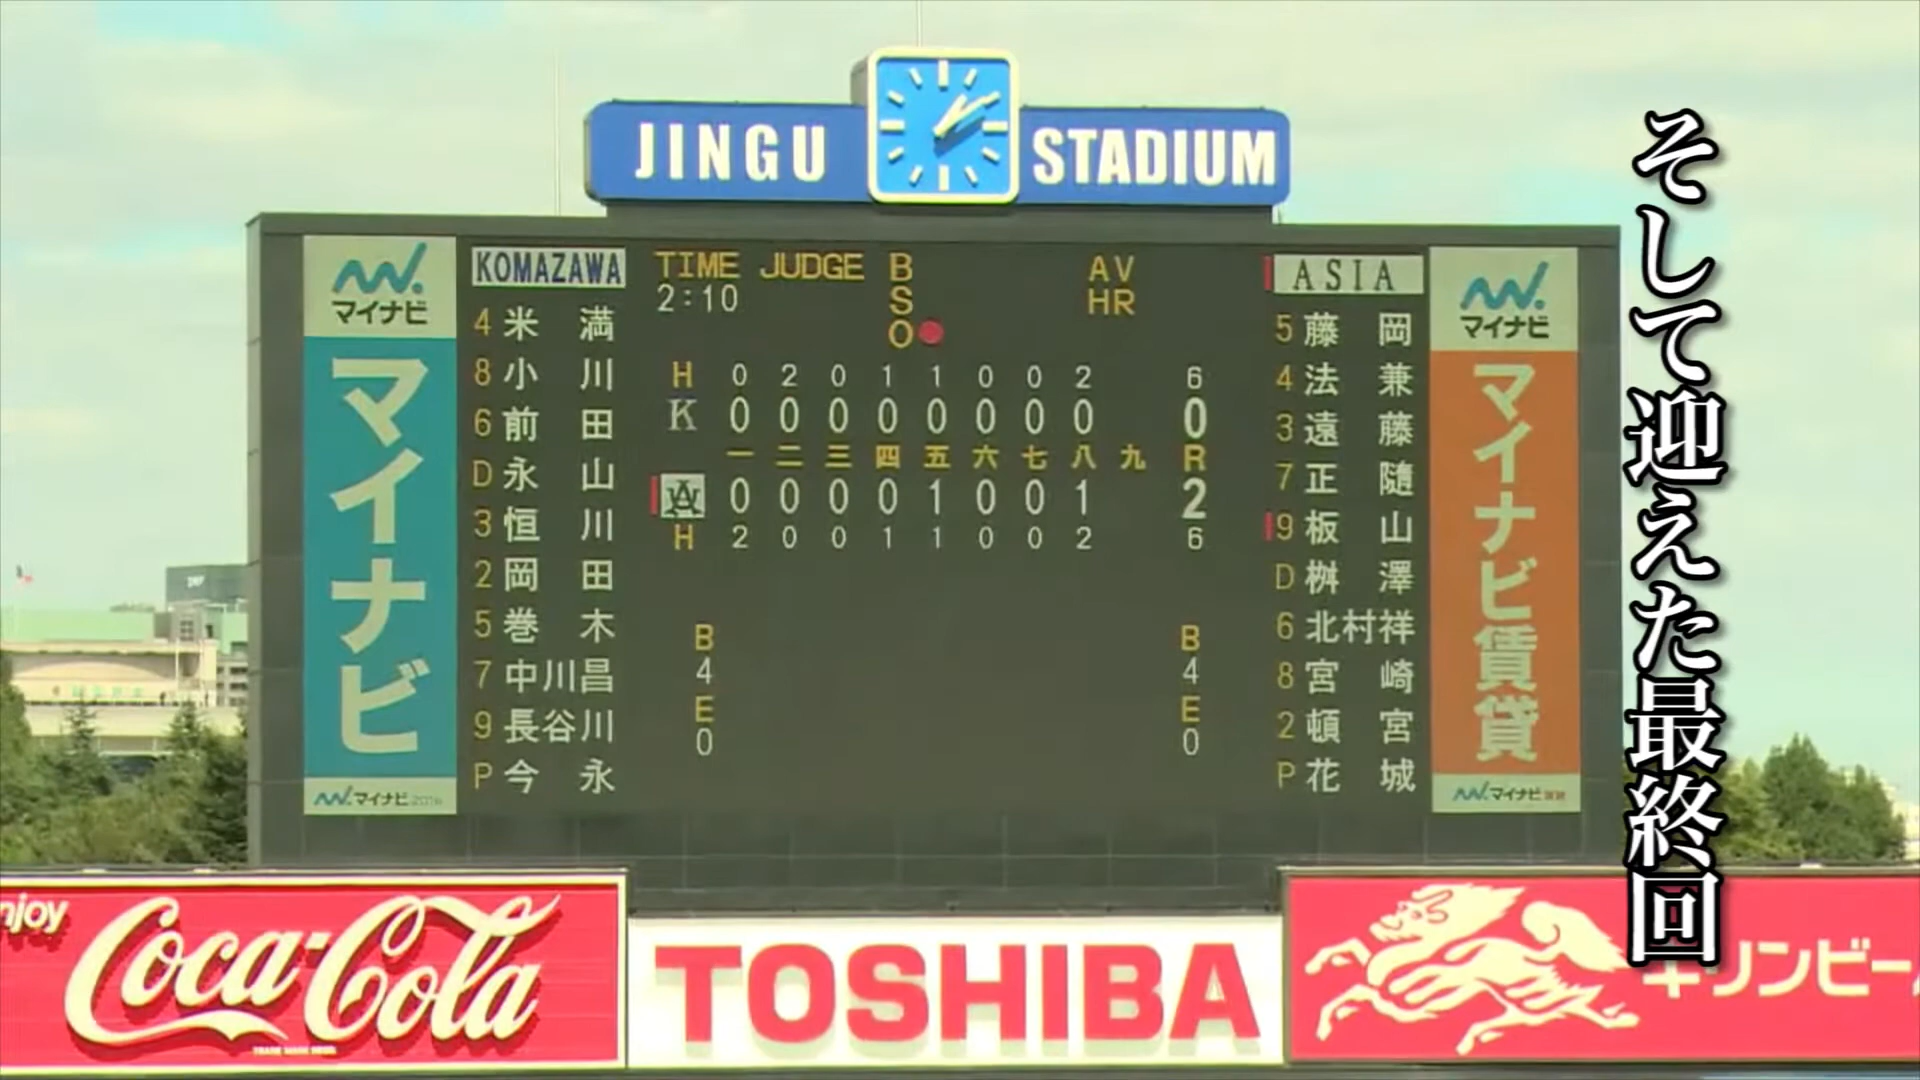 JINGU STADIUM
マイナビ
マイナビ
マイナビ
KOMAZAWA
4 米満
8 小川
6 前田
D 永山
3 恒川
2 岡田
5 巻木
7 中川昌
9 長谷川
P 今永
TIME JUDGE B AV
2:10 S HR
O
H 0 2 0 1 1 0 0 2 6
K 0 0 0 0 0 0 0 0 0
一 二 三 四 五 六 七 八 九 R
A 0 0 0 0 1 0 0 1 2
H 2 0 0 1 1 0 0 2 6
B B
4 4
E E
0 0
ASIA
5 藤岡
4 法兼
3 遠藤
7 正隨
9 板山
D 桝澤
6 北村祥
8 宮崎
2 頓宮
P 花城
マイナビ
マイナビ賃貸
マイナビ賃貸
そして迎えた最終回
njoy
Coca-Cola
TOSHIBA
キリンビー